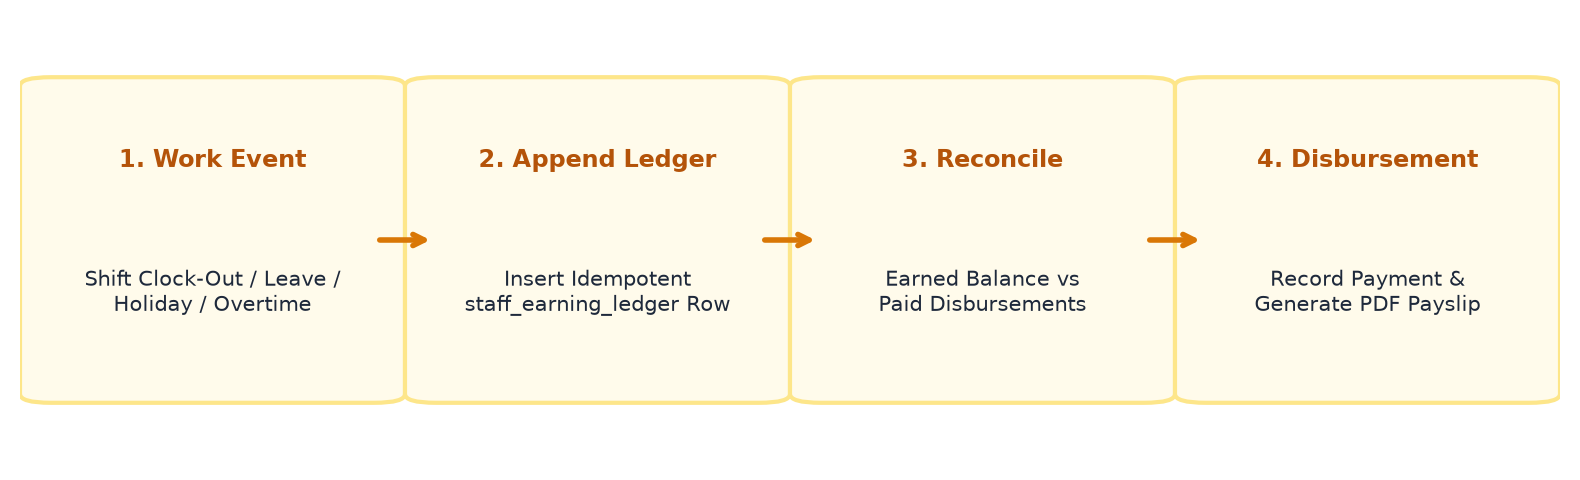 1. Work Event
Shift Clock-Out / Leave /
Holiday / Overtime
2. Append Ledger
Insert Idempotent
staff_earning_ledger Row
3. Reconcile
Earned Balance vs
Paid Disbursements
4. Disbursement
Record Payment &
Generate PDF Payslip